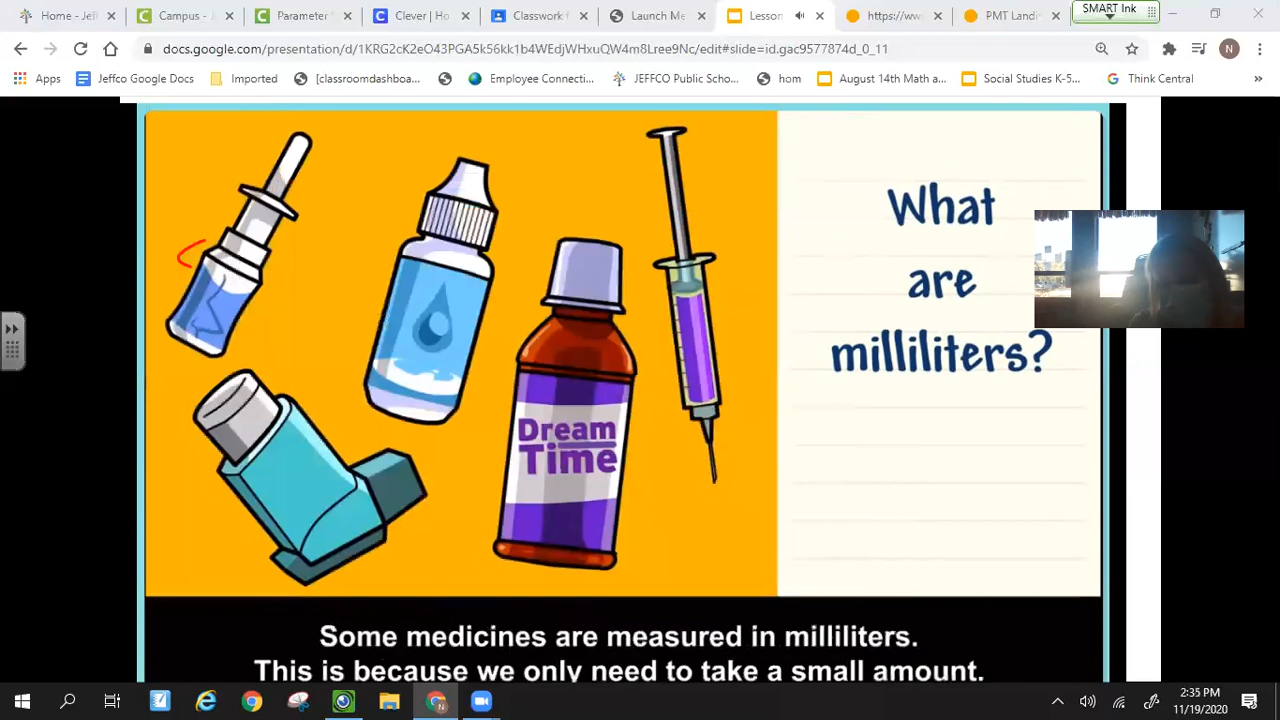 Home - Jef
Campus - J
Parameter f
Clever | Ho
Classwork f
Launch Me
Lesson
https://ww
PMT Landi
SMART Ink
docs.google.com/presentation/d/1KRG2cK2eO43PGA5k56kk1b4WEdjWHxuQW4m8Lree9Nc/edit#slide=id.gac9577874d_0_11
N
Apps
Jeffco Google Docs
Imported
[classroomdashboa...
Employee Connecti...
JEFFCO Public Scho...
im
August 14th Math a...
Social Studies K-5...
Think Central
What
are
milliliters?
Dream
Time
Some medicines are measured in milliliters.
This is because we only need to take a small amount.
2:35 PM
11/19/2020